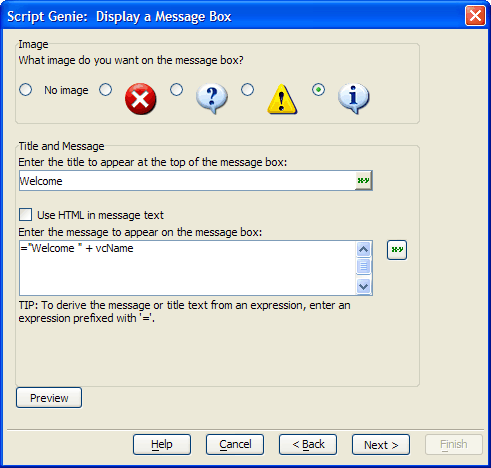 Script Genie:  Display a Message Box
Image
What image do you want on the message box?
No image
Title and Message
Enter the title to appear at the top of the message box:
Welcome
x+y
Use HTML in message text
Enter the message to appear on the message box:
="Welcome " + vcName
x+y
TIP: To derive the message or title text from an expression, enter an
expression prefixed with '='.
Preview
Help Cancel < Back Next > Finish